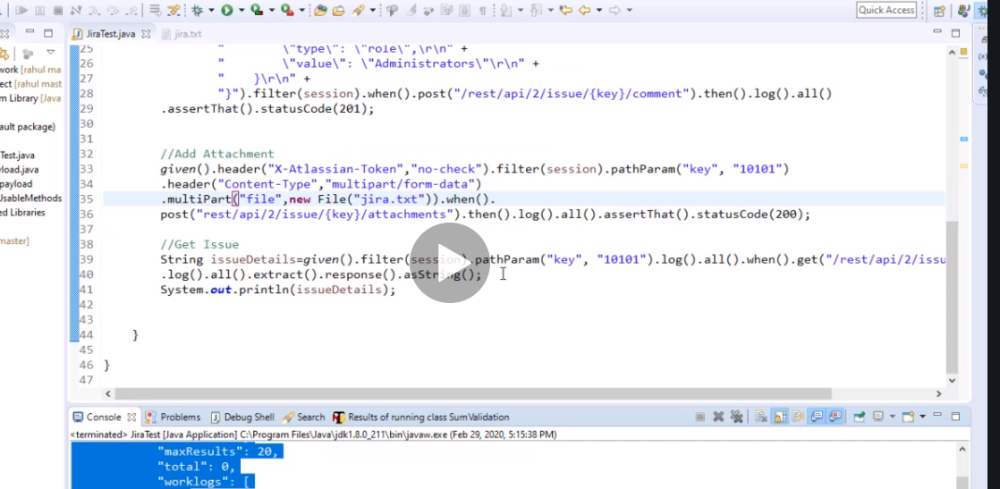 Quick Access
JiraTest.java
jira.txt
work [rahul ma
ect [rahul mast
m Library [Java
ault package)
Test.java
load.java
payload
UsableMethods
ed Libraries
master]
25 " \"type\": \"role\",\r\n" +
26 " \"value\": \"Administrators\"\r\n" +
27 " }\r\n" +
28 "}").filter(session).when().post("/rest/api/2/issue/{key}/comment").then().log().all()
29 .assertThat().statusCode(201);
30
31
32 //Add Attachment
33 given().header("X-Atlassian-Token","no-check").filter(session).pathParam("key", "10101")
34 .header("Content-Type","multipart/form-data")
35 .multiPart("file",new File("jira.txt")).when().
36 post("rest/api/2/issue/{key}/attachments").then().log().all().assertThat().statusCode(200);
37
38 //Get Issue
39 String issueDetails=given().filter(session).pathParam("key", "10101").log().all().when().get("/rest/api/2/issu
40 .log().all().extract().response().asString();
41 System.out.println(issueDetails);
42
43
44 }
45
46 }
47
Console Problems Debug Shell Search Results of running class SumValidation
<terminated> JiraTest [Java Application] C:\Program Files\Java\jdk1.8.0_211\bin\javaw.exe (Feb 29, 2020, 5:15:38 PM)
"maxResults": 20,
"total": 0,
"worklogs": [